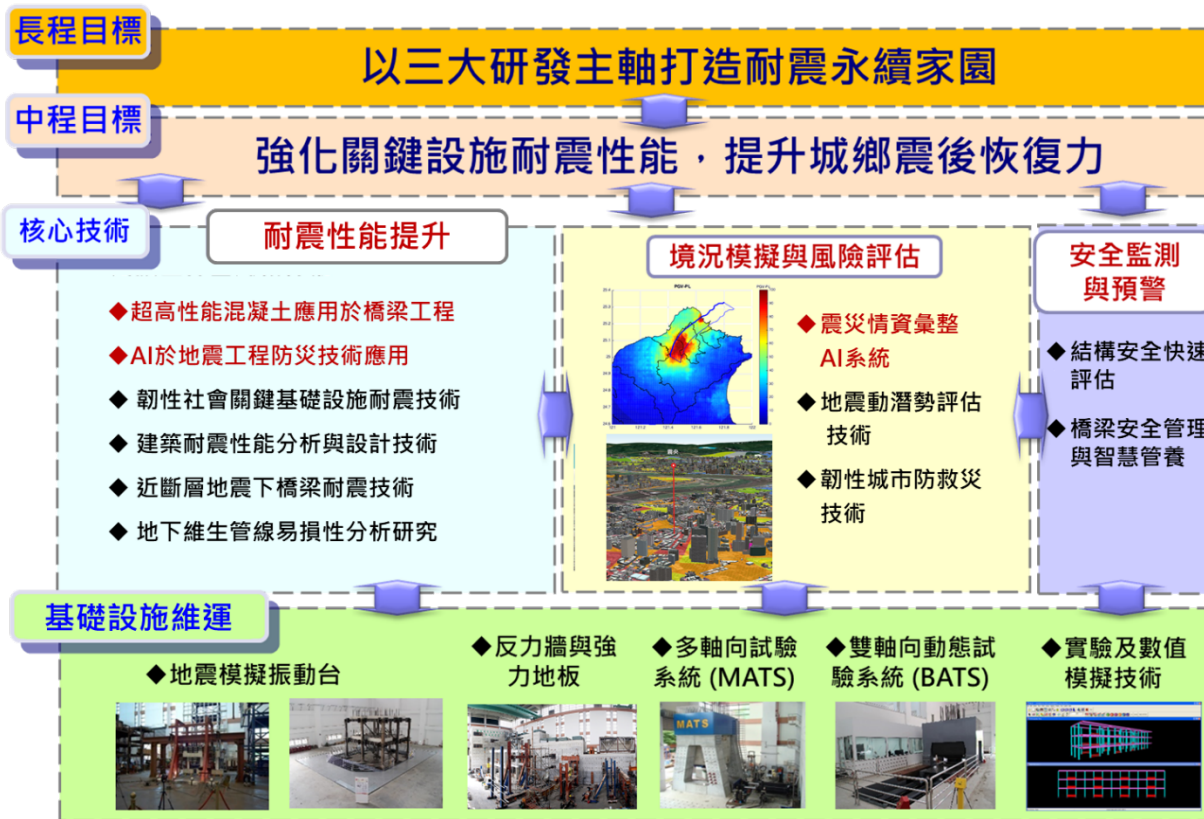 長程目標
以三大研發主軸打造耐震永續家園
中程目標
強化關鍵設施耐震性能，提升城鄉震後恢復力
核心技術
耐震性能提升
◆超高性能混凝土應用於橋梁工程
◆AI於地震工程防災技術應用
◆ 韌性社會關鍵基礎設施耐震技術
◆ 建築耐震性能分析與設計技術
◆ 近斷層地震下橋梁耐震技術
◆ 地下維生管線易損性分析研究
境況模擬與風險評估
◆震災情資彙整
AI系統
◆地震動潛勢評估
技術
◆韌性城市防救災
技術
安全監測
與預警
◆結構安全快速
評估
◆橋梁安全管理
與智慧管養
基礎設施維運
◆地震模擬振動台
◆反力牆與強
力地板
◆多軸向試驗
系統 (MATS)
MATS
◆雙軸向動態試
驗系統 (BATS)
◆實驗及數值
模擬技術